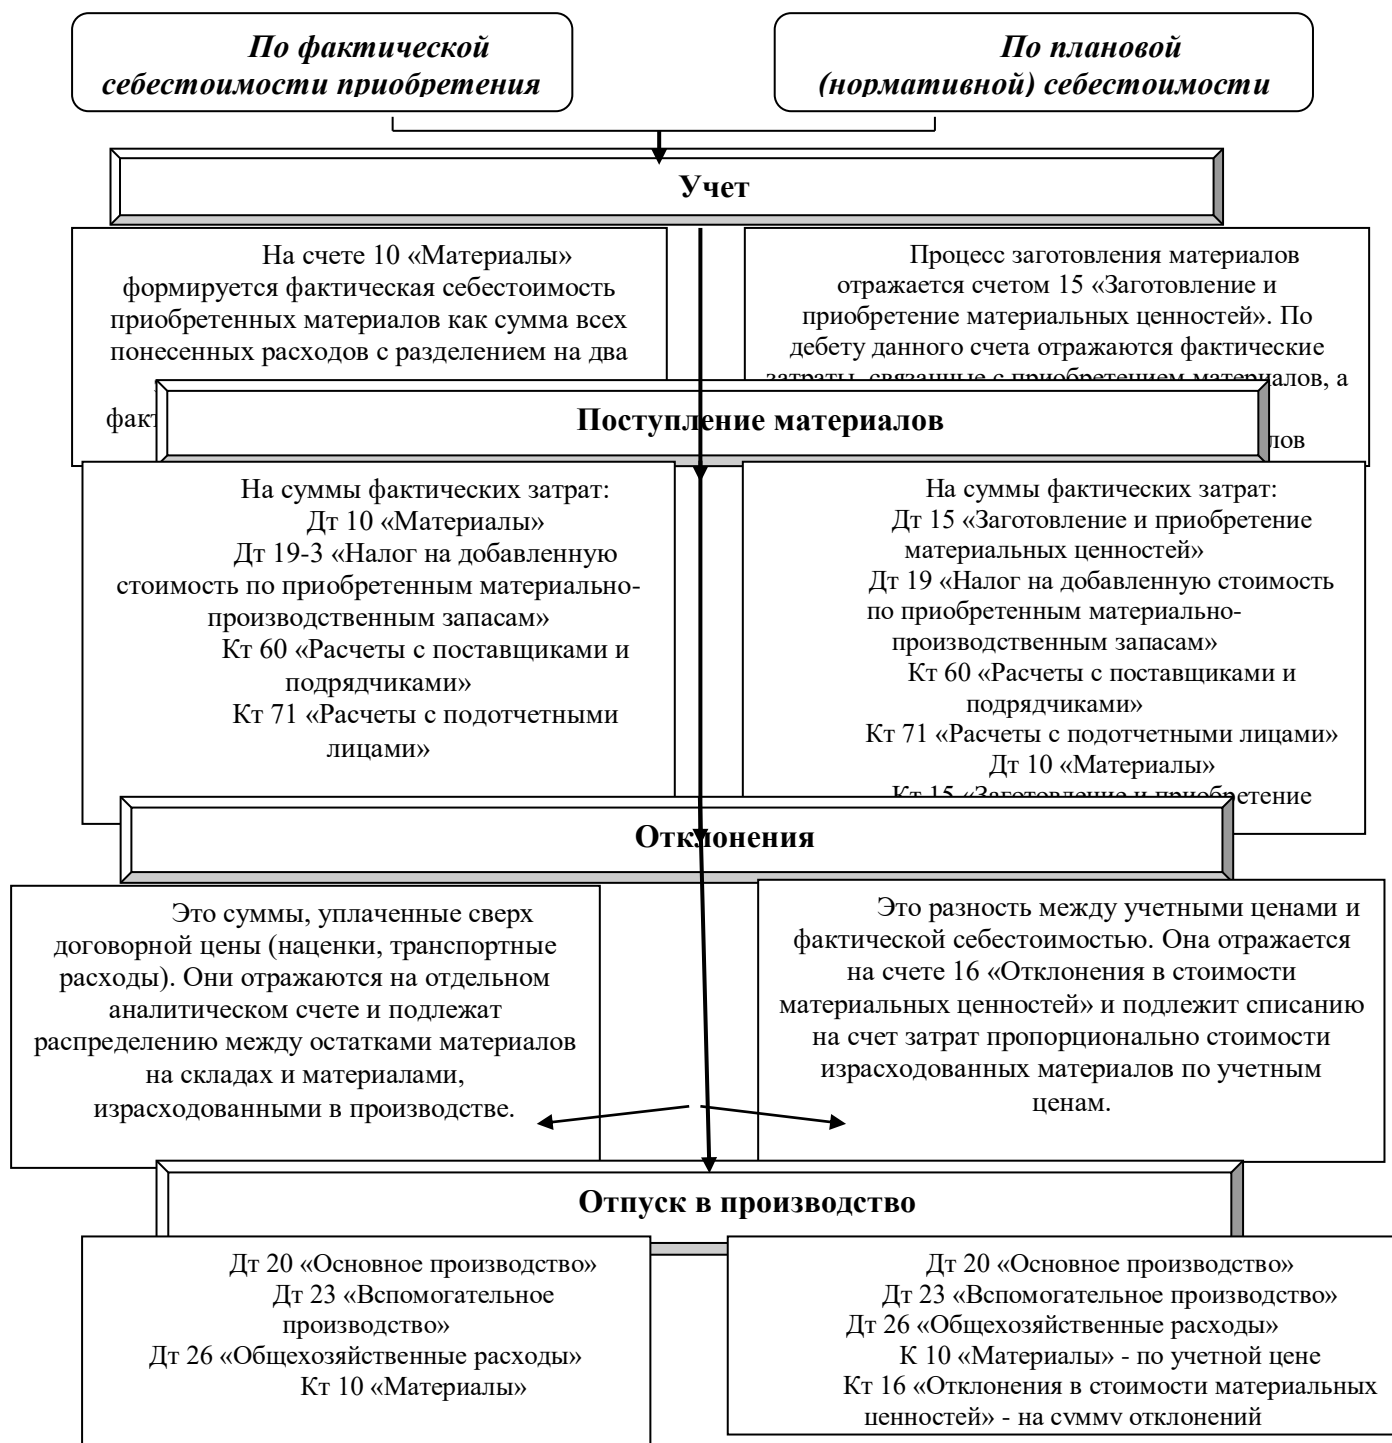 По фактической
себестоимости приобретения
По плановой
(нормативной) себестоимости
Учет
На счете 10 «Материалы»
формируется фактическая себестоимость
приобретенных материалов как сумма всех
понесенных расходов с разделением на два
Процесс заготовления материалов
отражается счетом 15 «Заготовление и
приобретение материальных ценностей». По
дебету данного счета отражаются фактические
затраты, связанные с приобретением материалов, а
Поступление материалов
На суммы фактических затрат:
Дт 10 «Материалы»
Дт 19-3 «Налог на добавленную
стоимость по приобретенным материально-
производственным запасам»
Кт 60 «Расчеты с поставщиками и
подрядчиками»
Кт 71 «Расчеты с подотчетными
лицами»
На суммы фактических затрат:
Дт 15 «Заготовление и приобретение
материальных ценностей»
Дт 19 «Налог на добавленную стоимость
по приобретенным материально-
производственным запасам»
Кт 60 «Расчеты с поставщиками и
подрядчиками»
Кт 71 «Расчеты с подотчетными лицами»
Дт 10 «Материалы»
Кт 15 «Заготовление и приобретение
Отклонения
Это суммы, уплаченные сверх
договорной цены (наценки, транспортные
расходы). Они отражаются на отдельном
аналитическом счете и подлежат
распределению между остатками материалов
на складах и материалами,
израсходованными в производстве.
Это разность между учетными ценами и
фактической себестоимостью. Она отражается
на счете 16 «Отклонения в стоимости
материальных ценностей» и подлежит списанию
на счет затрат пропорционально стоимости
израсходованных материалов по учетным
ценам.
Отпуск в производство
Дт 20 «Основное производство»
Дт 23 «Вспомогательное
производство»
Дт 26 «Общехозяйственные расходы»
Кт 10 «Материалы»
Дт 20 «Основное производство»
Дт 23 «Вспомогательное производство»
Дт 26 «Общехозяйственные расходы»
К 10 «Материалы» - по учетной цене
Кт 16 «Отклонения в стоимости материальных
ценностей» - на сумму отклонений